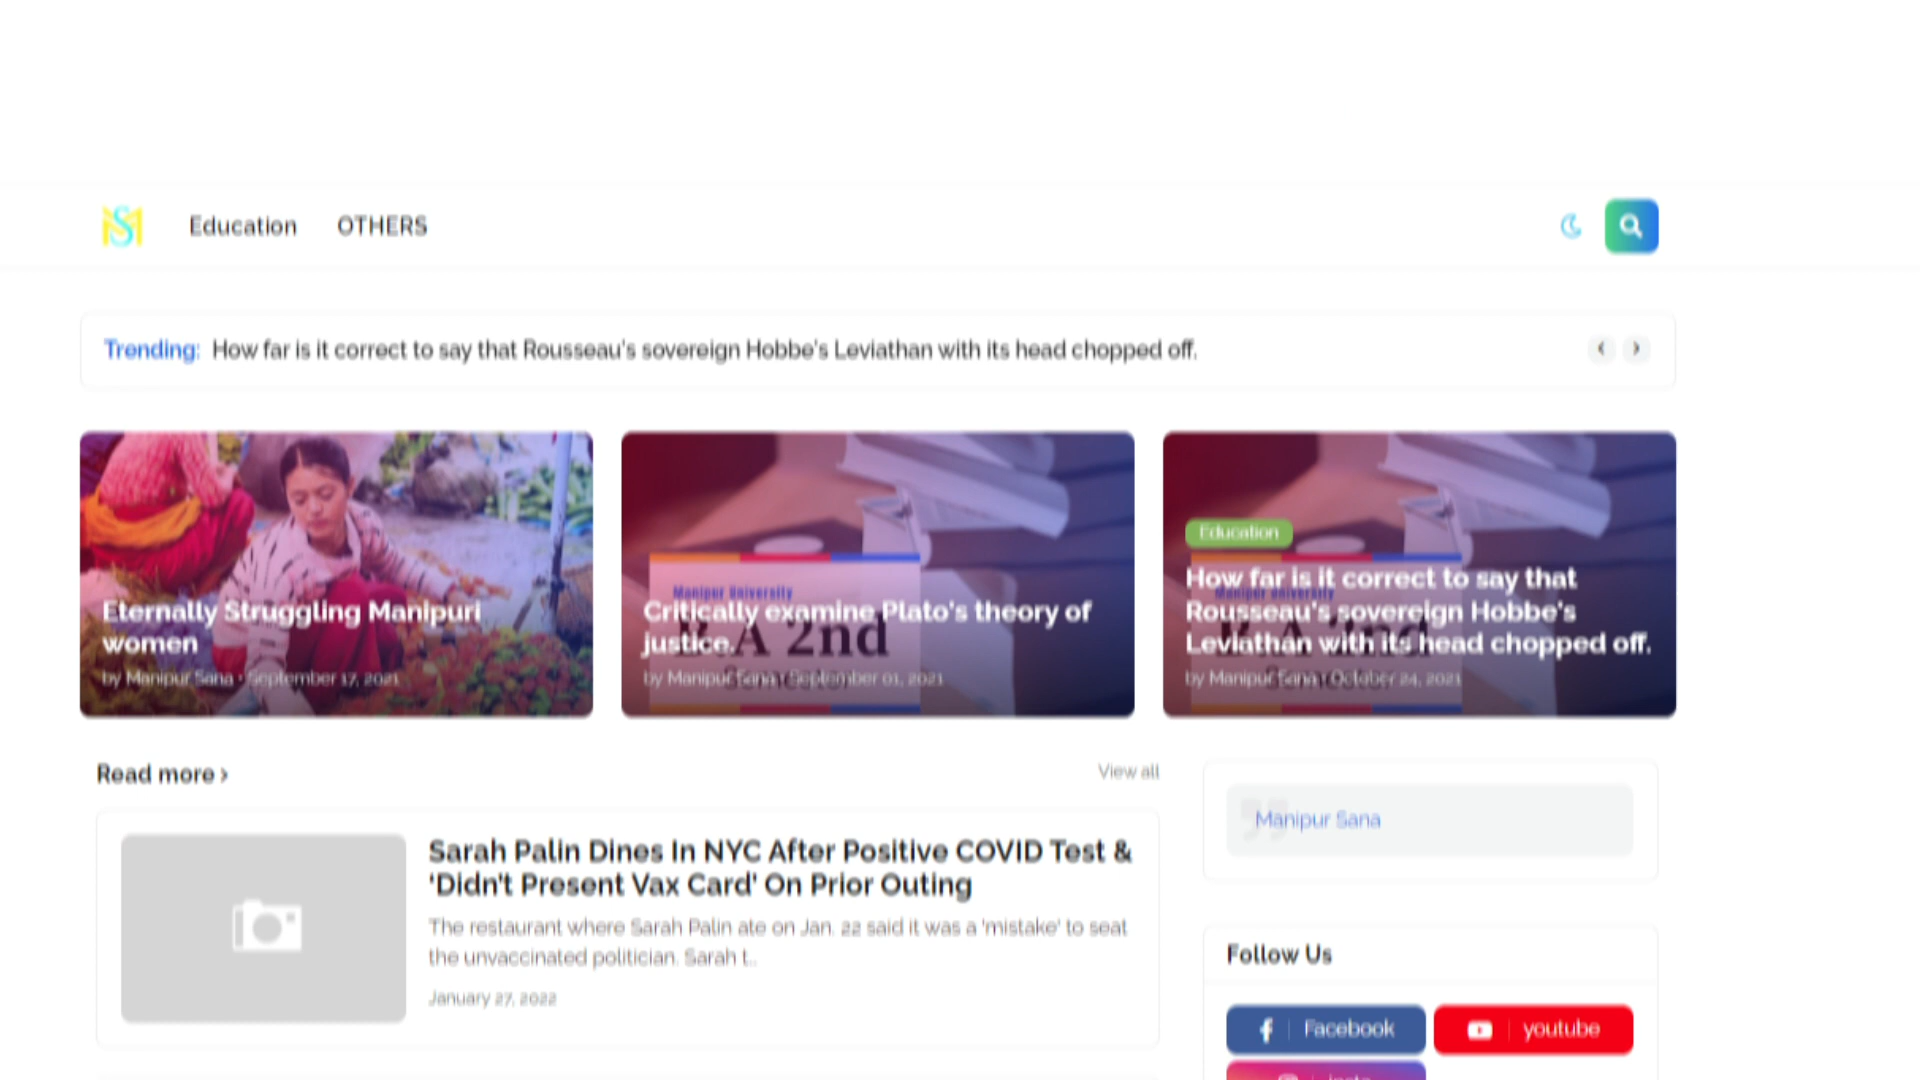 Education OTHERS
Trending: How far is it correct to say that Rousseau's sovereign Hobbe's Leviathan with its head chopped off.
Eternally Struggling Manipuri
women
by Manipur Sana • September 17, 2021
Manipur University
Critically examine Plato's theory of
justice.
B.A 2nd
Semester
by Manipur Sana • September 01, 2021
Education
How far is it correct to say that
Rousseau's sovereign Hobbe's
Leviathan with its head chopped off.
by Manipur Sana • October 24, 2021
Read more ›
View all
Sarah Palin Dines In NYC After Positive COVID Test &
‘Didn’t Present Vax Card’ On Prior Outing
The restaurant where Sarah Palin ate on Jan. 22 said it was a 'mistake' to seat
the unvaccinated politician. Sarah t…
January 27, 2022
Manipur Sana
Follow Us
Facebook
youtube